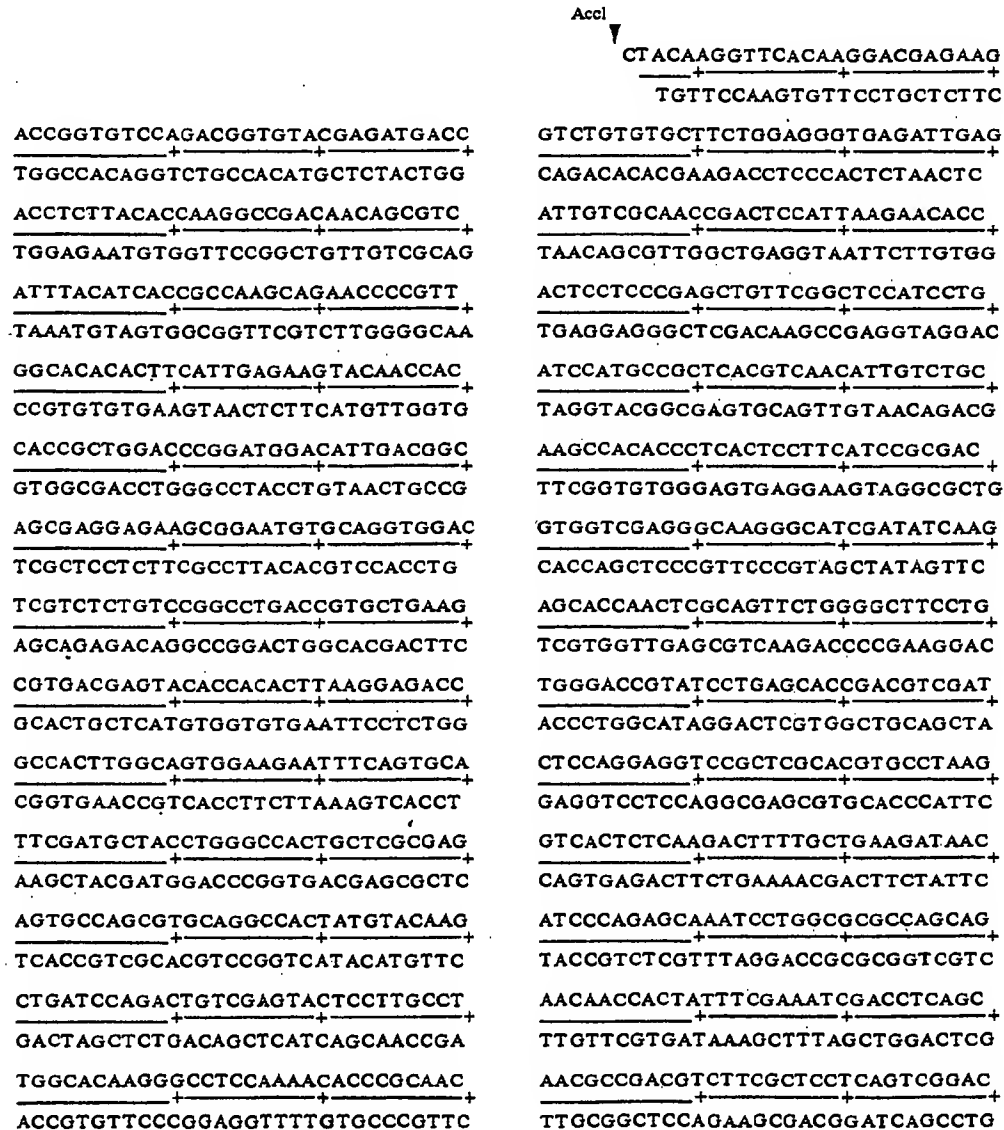 AccI
CTACAAGGTTCACAAGGACGAGAAG
TGTTCCAAGTGTTCCTGCTCTTC
ACCGGTGTCCAGACGGTGTACGAGATGACC GTCTGTGTGCTTCTGGAGGGTGAGATTGAG
TGGCCACAGGTCTGCCACATGCTCTACTGG CAGACACACGAAGACCTCCCACTCTAACTC
ACCTCTTACACCAAGGCCGACAACAGCGTC ATTGTCGCAACCGACTCCATTAAGAACACC
TGGAGAATGTGGTTCCGGCTGTTGTCGCAG TAACAGCGTTGGCTGAGGTAATTCTTGTGG
ATTTACATCACCGCCAAGCAGAACCCCGTT ACTCCTCCCGAGCTGTTCGGCTCCATCCTG
TAAATGTAGTGGCGGTTCGTCTTGGGGCAA TGAGGAGGGCTCGACAAGCCGAGGTAGGAC
GGCACACACTTCATTGAGAAGTACAACCAC ATCCATGCCGCTCACGTCAACATTGTCTGC
CCGTGTGTGAAGTAACTCTTCATGTTGGTG TAGGTACGGCGAGTGCAGTTGTAACAGACG
CACCGCTGGACCCGGATGGACATTGACGGC AAGCCACACCCTCACTCCTTCATCCGCGAC
GTGGCGACCTGGGCCTACCTGTAACTGCCG TTCGGTGTGGGAGTGAGGAAGTAGGCGCTG
AGCGAGGAGAAGCGGAATGTGCAGGTGGAC GTGGTCGAGGGCAAGGGCATCGATATCAAG
TCGCTCCTCTTCGCCTTACACGTCCACCTG CACCAGCTCCCGTTCCCGTAGCTATAGTTC
TCGTCTCTGTCCGGCCTGACCGTGCTGAAG AGCACCAACTCGCAGTTCTGGGGCTTCCTG
AGCAGAGACAGGCCGGACTGGCACGACTTC TCGTGGTTGAGCGTCAAGACCCCGAAGGAC
CGTGACGAGTACACCACACTTAAGGAGACC TGGGACCGTATCCTGAGCACCGACGTCGAT
GCACTGCTCATGTGGTGTGAATTCCTCTGG ACCCTGGCATAGGACTCGTGGCTGCAGCTA
GCCACTTGGCAGTGGAAGAATTTCAGTGCA CTCCAGGAGGTCCGCTCGCACGTGCCTAAG
CGGTGAACCGTCACCTTCTTAAAGTCACCT GAGGTCCTCCAGGCGAGCGTGCACCCATTC
TTCGATGCTACCTGGGCCACTGCTCGCGAG GTCACTCTCAAGACTTTTGCTGAAGATAAC
AAGCTACGATGGACCCGGTGACGAGCGCTC CAGTGAGACTTCTGAAAACGACTTCTATTC
AGTGCCAGCGTGCAGGCCACTATGTACAAG ATCCCAGAGCAAATCCTGGCGCGCCAGCAG
TCACCGTCGCACGTCCGGTCATACATGTTC TACCGTCTCGTTTAGGACCGCGCGGTCGTC
CTGATCCAGACTGTCGAGTACTCCTTGCCT AACAACCACTATTTCGAAATCGACCTCAGC
GACTAGCTCTGACAGCTCATCAGCAACCGA TTGTTCGTGATAAAGCTTTAGCTGGACTCG
TGGCACAAGGGCCTCCAAAACACCCGCAAC AACGCCGACGTCTTCGCTCCTCAGTCGGAC
ACCGTGTTCCCGGAGGTTTTGTGCCCGTTC TTGCGGCTCCAGAAGCGACGGATCAGCCTG